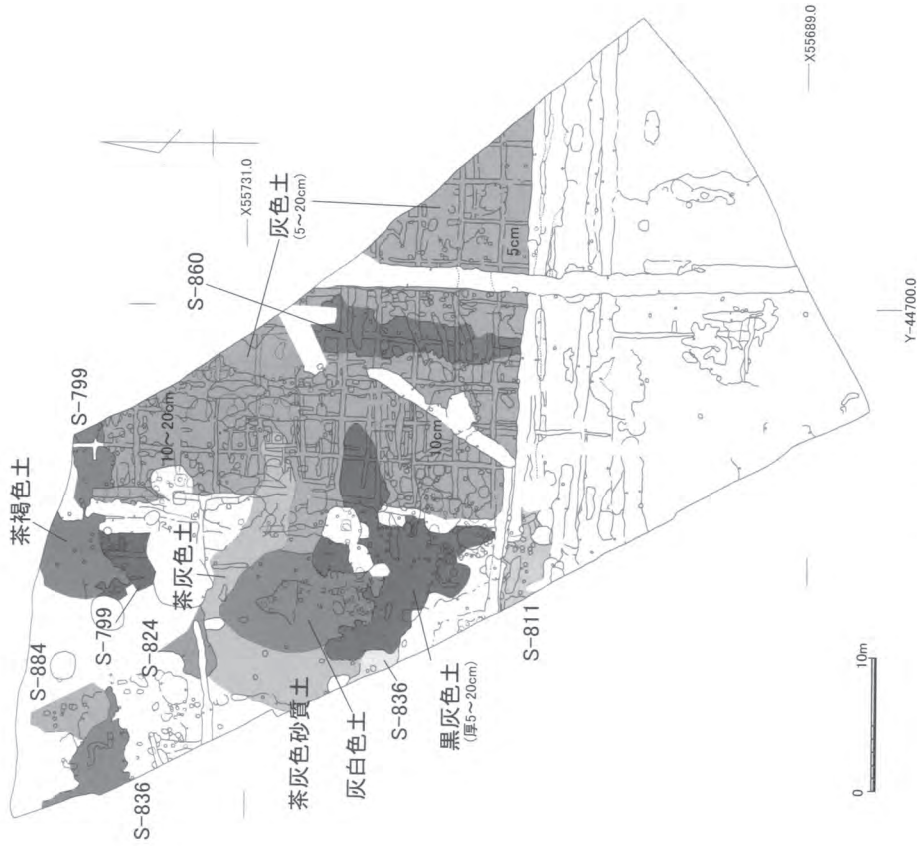 X55689.0
X55731.0
灰色土
(5～20cm)
S-860
5cm
Y-44700.0
S-799
10～20cm
10cm
茶褐色土
茶灰色土
S-799
S-824
S-884
S-811
S-836
茶灰色砂質土
灰白色土
S-836
黒灰色土
(厚5～20cm)
0
10m